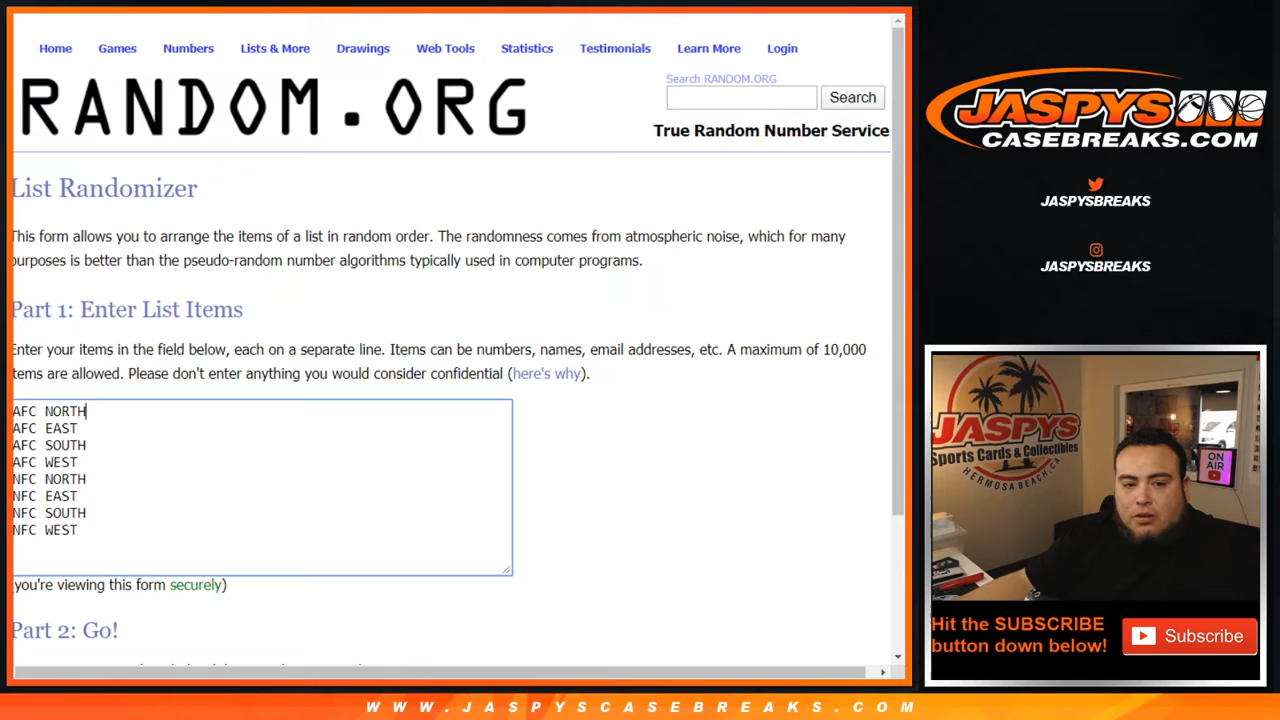 Home Games Numbers Lists & More Drawings Web Tools Statistics Testimonials Learn More Login
RANDOM.ORG
Search RANDOM.ORG
Search
True Random Number Service
List Randomizer
This form allows you to arrange the items of a list in random order. The randomness comes from atmospheric noise, which for many
purposes is better than the pseudo-random number algorithms typically used in computer programs.
Part 1: Enter List Items
Enter your items in the field below, each on a separate line. Items can be numbers, names, email addresses, etc. A maximum of 10,000
items are allowed. Please don't enter anything you would consider confidential (here's why).
AFC NORTH
AFC EAST
AFC SOUTH
AFC WEST
NFC NORTH
NFC EAST
NFC SOUTH
NFC WEST
(you're viewing this form securely)
Part 2: Go!
JASPYS
CASEBREAKS.COM
JASPYSBREAKS
JASPYSBREAKS
JASPYS
Sports Cards & Collectibles
HERMOSA BEACH, CA
ON
AIR
Hit the SUBSCRIBE
button down below!
Subscribe
WWW.JASPYSCASEBREAKS.COM